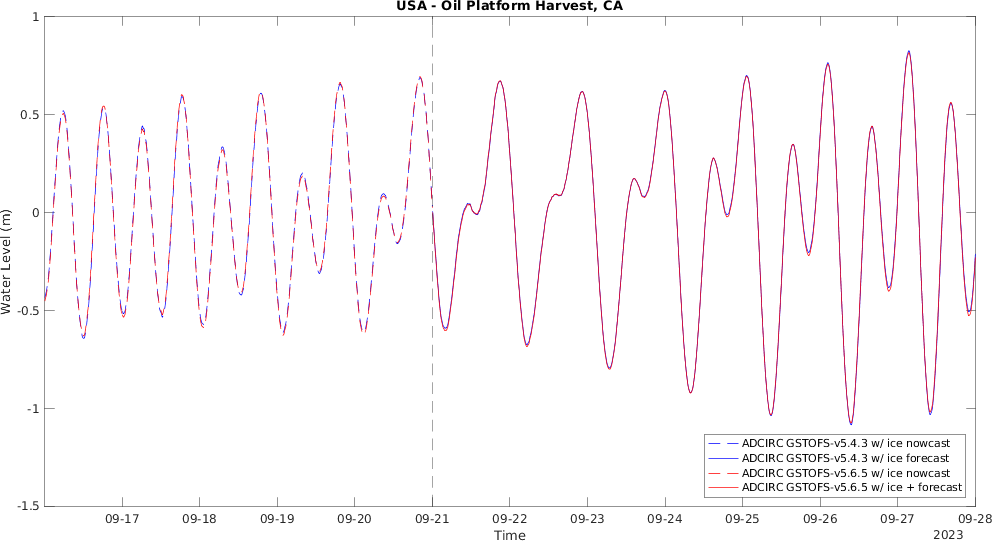 USA - Oil Platform Harvest, CA
1
0.5
0
-0.5
-1
-1.5
Water Level (m)
ADCIRC GSTOFS-v5.4.3 w/ ice nowcast
ADCIRC GSTOFS-v5.4.3 w/ ice forecast
ADCIRC GSTOFS-v5.6.5 w/ ice nowcast
ADCIRC GSTOFS-v5.6.5 w/ ice + forecast
09-17 09-18 09-19 09-20 09-21 09-22 09-23 09-24 09-25 09-26 09-27 09-28
Time
2023